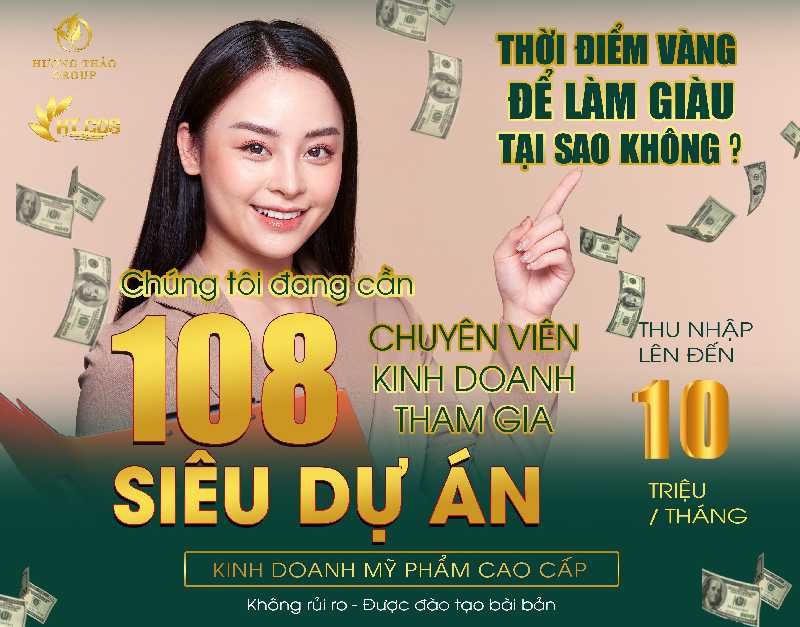 HƯƠNG THẢO
GROUP
HT COS
THỜI ĐIỂM VÀNG
ĐỂ LÀM GIÀU
TẠI SAO KHÔNG ?
Chúng tôi đang cần
108
CHUYÊN VIÊN
KINH DOANH
THAM GIA
THU NHẬP
LÊN ĐẾN
10
TRIỆU
/ THÁNG
SIÊU DỰ ÁN
KINH DOANH MỸ PHẨM CAO CẤP
Không rủi ro - Được đào tạo bài bản